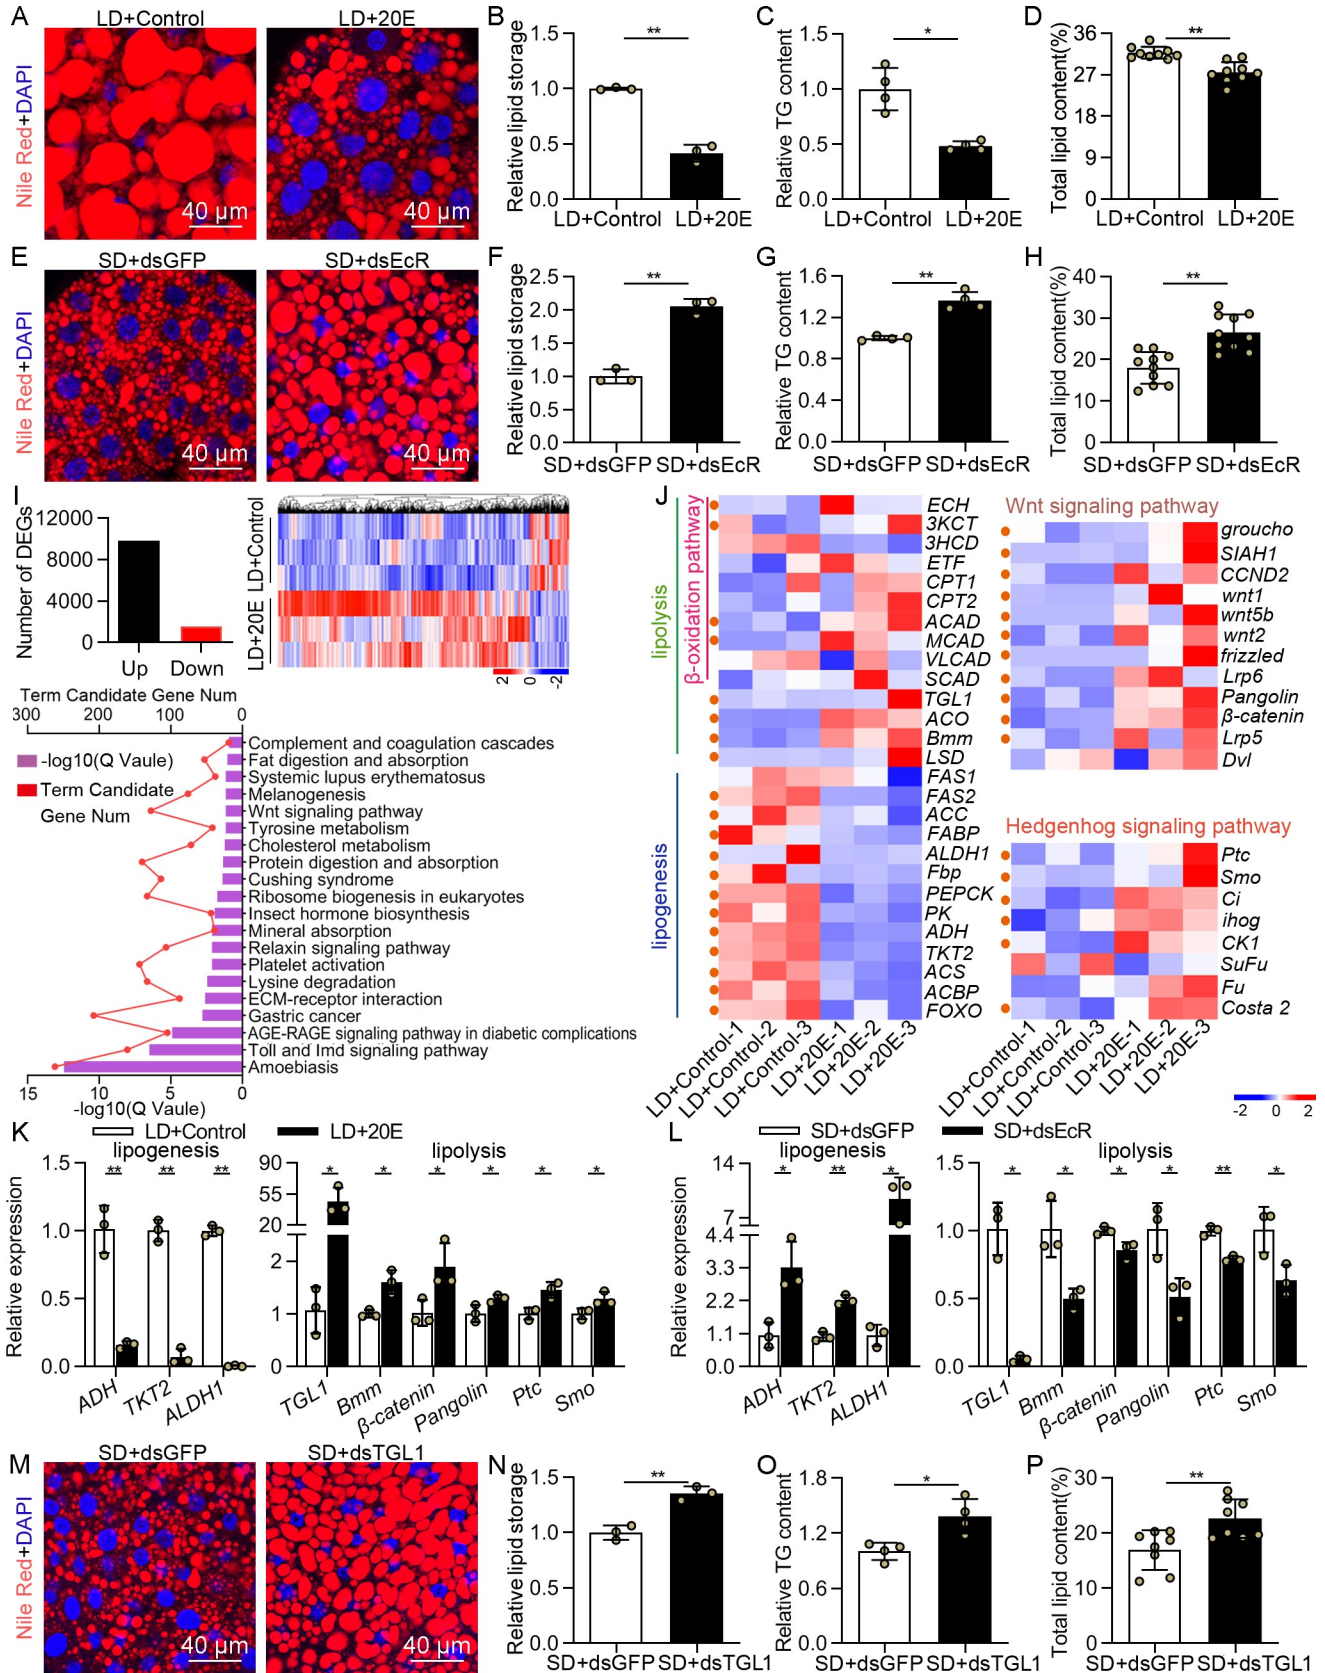 A
LD+Control
LD+20E
Nile Red+DAPI
40 µm
40 µm
B
Relative lipid storage
1.5
1.0
0.5
0.0
**
LD+Control
LD+20E
C
Relative TG content
1.5
1.0
0.5
0.0
*
LD+Control
LD+20E
D
Total lipid content(%)
36
27
18
9
0
**
LD+Control
LD+20E
E
SD+dsGFP
SD+dsEcR
Nile Red+DAPI
40 µm
40 µm
F
Relative lipid storage
2.5
2.0
1.5
1.0
0.5
0.0
**
SD+dsGFP
SD+dsEcR
G
Relative TG content
1.6
1.2
0.8
0.4
0.0
**
SD+dsGFP
SD+dsEcR
H
Total lipid content(%)
40
30
20
10
0
**
SD+dsGFP
SD+dsEcR
I
Number of DEGs
12000
8000
4000
0
Up
Down
LD+Control
LD+20E
2
0
-2
Term Candidate Gene Num
300
200
100
0
-log10(Q Vaule)
Term Candidate
Gene Num
Complement and coagulation cascades
Fat digestion and absorption
Systemic lupus erythematosus
Melanogenesis
Wnt signaling pathway
Tyrosine metabolism
Cholesterol metabolism
Protein digestion and absorption
Cushing syndrome
Ribosome biogenesis in eukaryotes
Insect hormone biosynthesis
Mineral absorption
Relaxin signaling pathway
Platelet activation
Lysine degradation
ECM-receptor interaction
Gastric cancer
AGE-RAGE signaling pathway in diabetic complications
Toll and Imd signaling pathway
Amoebiasis
15
10
5
0
-log10(Q Vaule)
J
lipolysis
β-oxidation pathway
lipogenesis
ECH
3KCT
3HCD
ETF
CPT1
CPT2
ACAD
MCAD
VLCAD
SCAD
TGL1
ACO
Bmm
LSD
FAS1
FAS2
ACC
FABP
ALDH1
Fbp
PEPCK
PK
ADH
TKT2
ACS
ACBP
FOXO
LD+Control-1
LD+Control-2
LD+Control-3
LD+20E-1
LD+20E-2
LD+20E-3
Wnt signaling pathway
groucho
SIAH1
CCND2
wnt1
wnt5b
wnt2
frizzled
Lrp6
Pangolin
β-catenin
Lrp5
Dvl
Hedgenhog signaling pathway
Ptc
Smo
Ci
ihog
CK1
SuFu
Fu
Costa 2
LD+Control-1
LD+Control-2
LD+Control-3
LD+20E-1
LD+20E-2
LD+20E-3
-2
0
2
K
LD+Control
LD+20E
lipogenesis
lipolysis
Relative expression
1.5
1.0
0.5
0.0
**
**
**
ADH
TKT2
ALDH1
90
55
20
2
1
0
*
*
*
*
*
*
TGL1
Bmm
β-catenin
Pangolin
Ptc
Smo
L
SD+dsGFP
SD+dsEcR
lipogenesis
lipolysis
Relative expression
14
7
4.4
3.3
2.2
1.1
0.0
*
**
*
ADH
TKT2
ALDH1
1.5
1.0
0.5
0.0
*
*
*
*
**
*
TGL1
Bmm
β-catenin
Pangolin
Ptc
Smo
M
SD+dsGFP
SD+dsTGL1
Nile Red+DAPI
40 µm
40 µm
N
Relative lipid storage
1.5
1.0
0.5
0.0
**
SD+dsGFP
SD+dsTGL1
O
Relative TG content
1.8
1.2
0.6
0.0
*
SD+dsGFP
SD+dsTGL1
P
Total lipid content(%)
30
20
10
0
**
SD+dsGFP
SD+dsTGL1